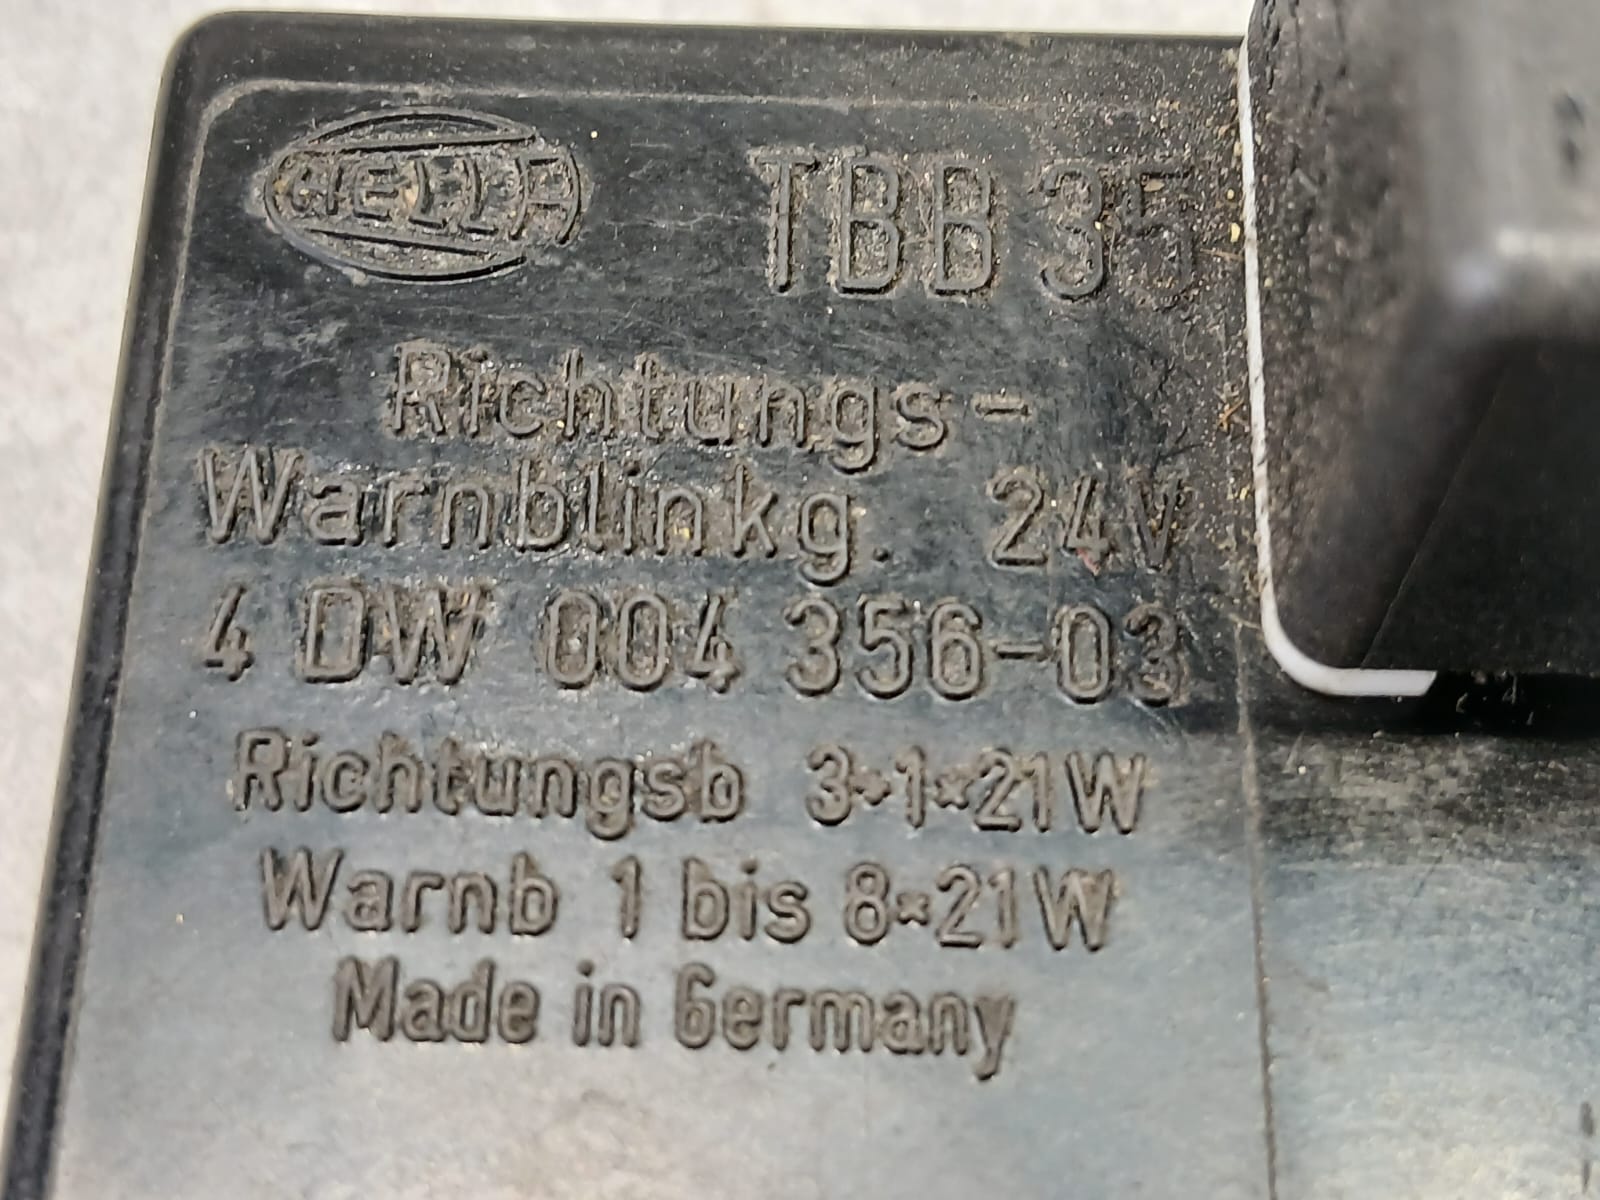 HELLA TBB 35
Richtungs-
Warnblinkg. 24V
4 DW 004 356-03
Richtungsb 3+1×21W
Warnb 1 bis 8×21W
Made in Germany